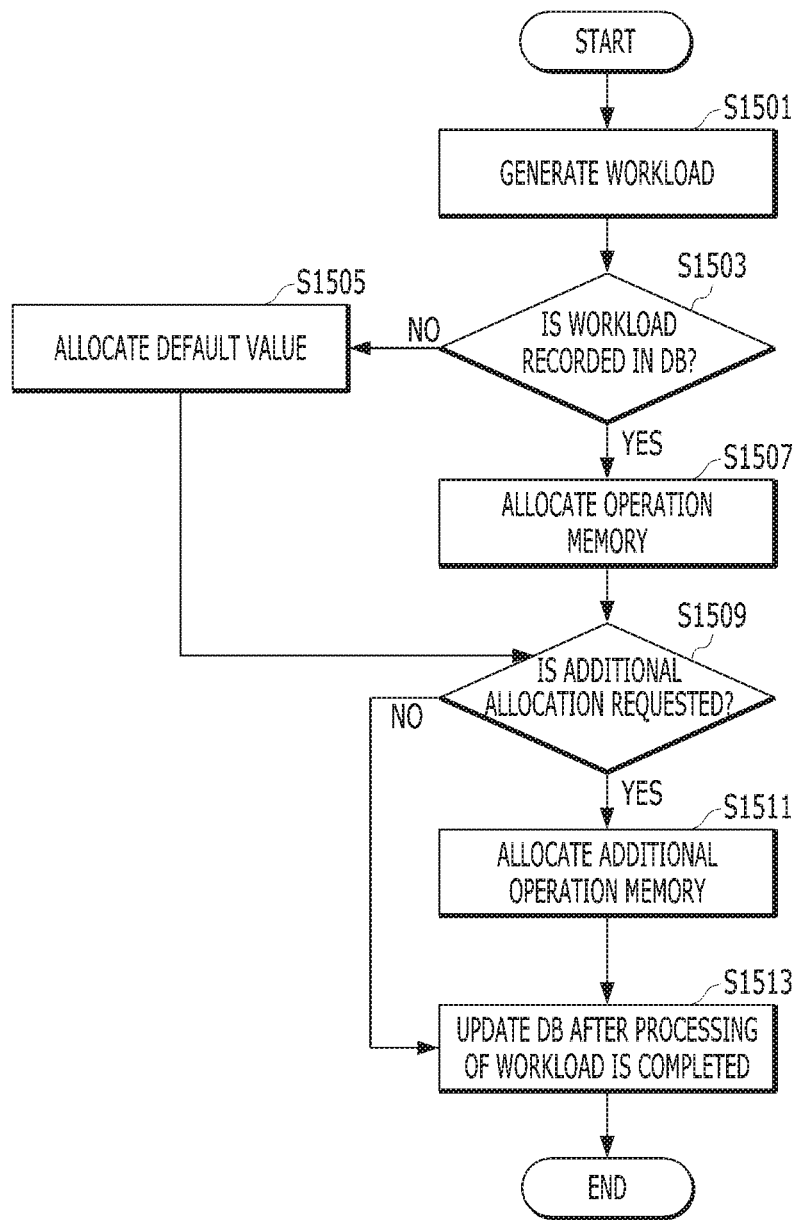 START
S1501
GENERATE WORKLOAD
S1503
IS WORKLOAD
RECORDED IN DB?
NO
S1505
ALLOCATE DEFAULT VALUE
YES
S1507
ALLOCATE OPERATION
MEMORY
S1509
IS ADDITIONAL
ALLOCATION REQUESTED?
NO
YES
S1511
ALLOCATE ADDITIONAL
OPERATION MEMORY
S1513
UPDATE DB AFTER PROCESSING
OF WORKLOAD IS COMPLETED
END